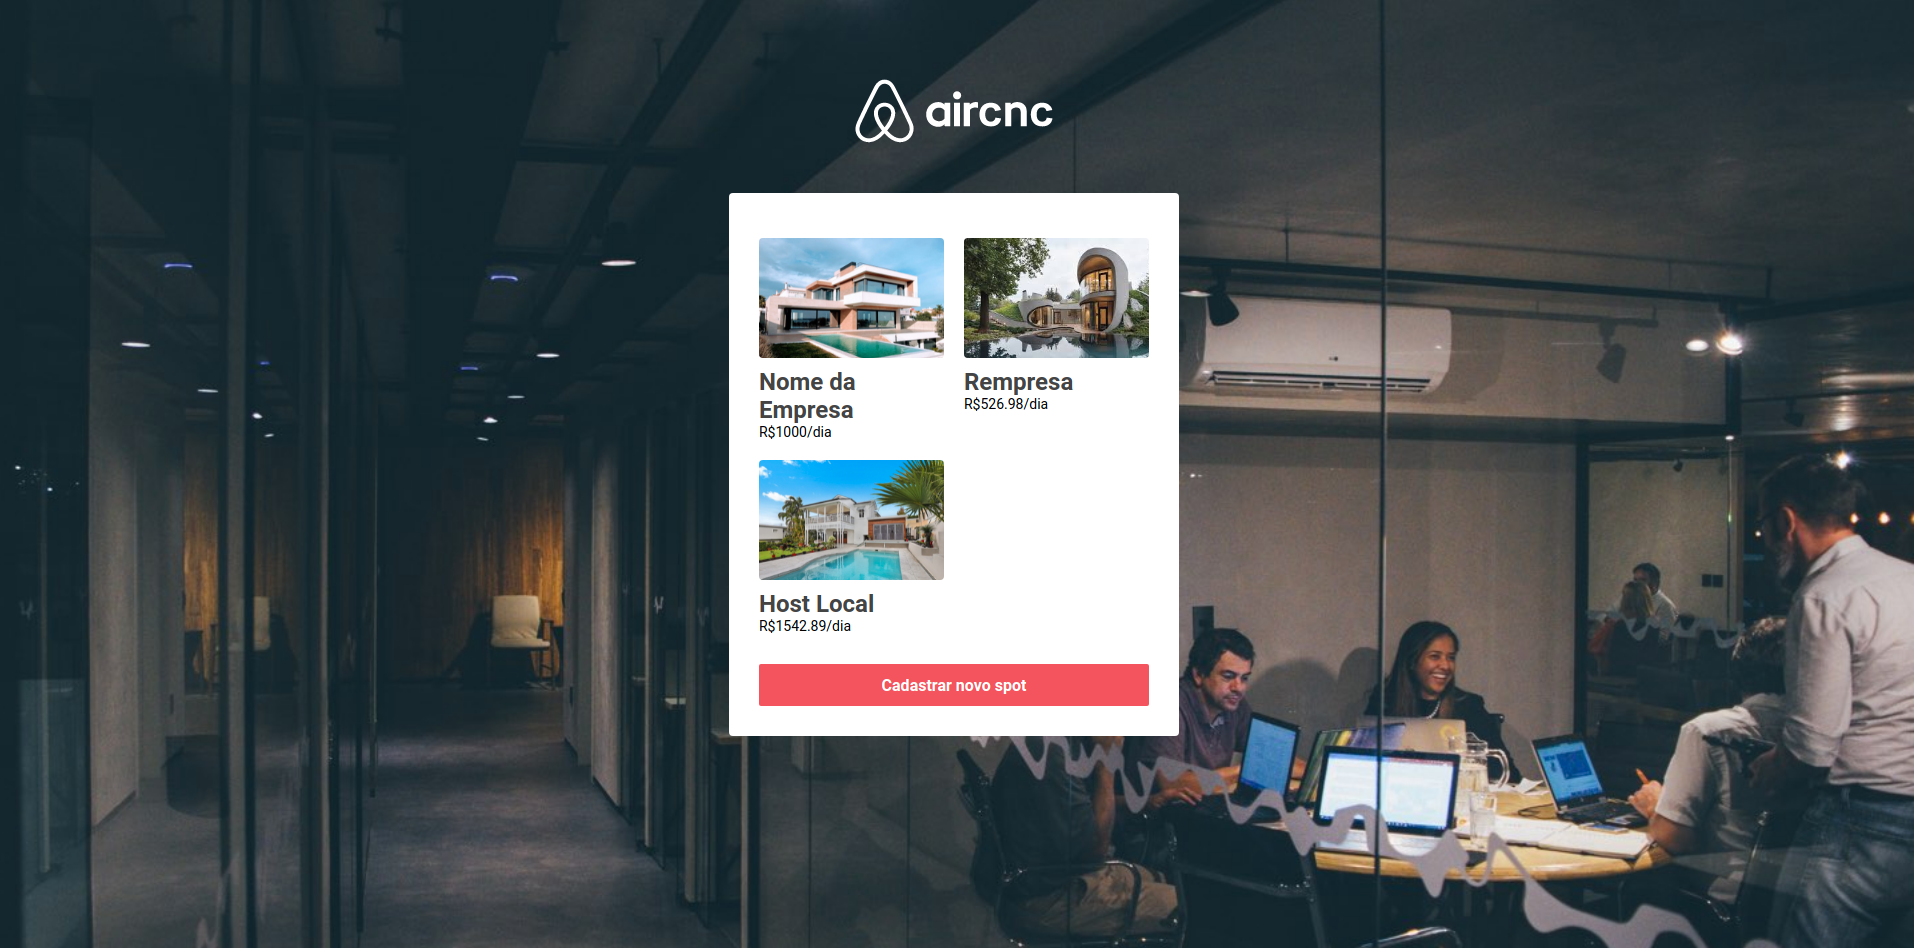 aircnc
Nome da
Empresa
R$1000/dia
Rempresa
R$526.98/dia
Host Local
R$1542.89/dia
Cadastrar novo spot